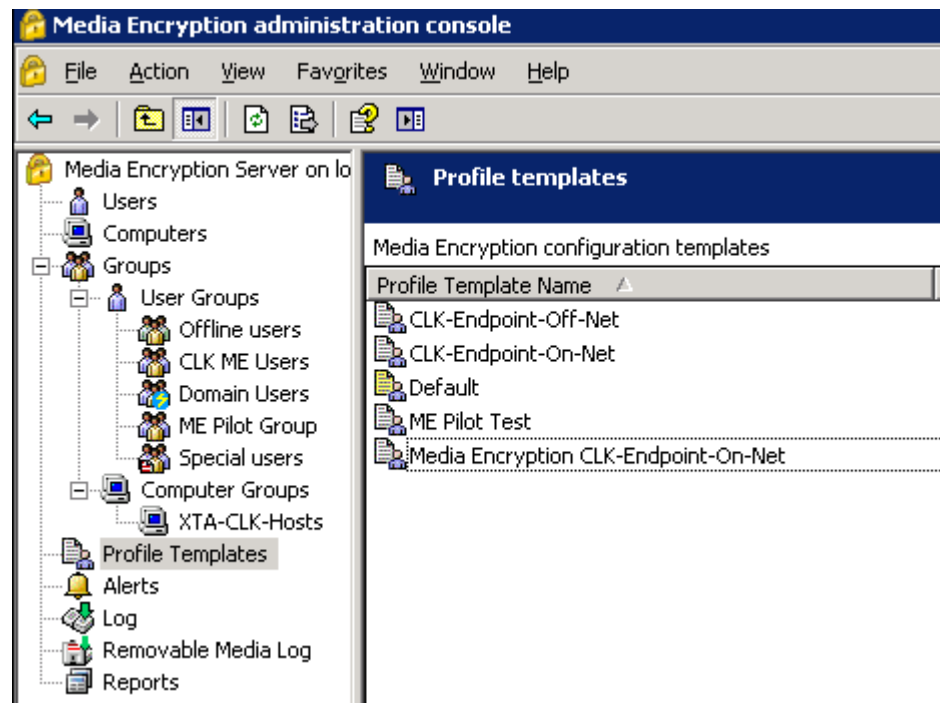 Media Encryption administration console
File Action View Favorites Window Help
Media Encryption Server on lo
Users
Computers
Groups
User Groups
Offline users
CLK ME Users
Domain Users
ME Pilot Group
Special users
Computer Groups
XTA-CLK-Hosts
Profile Templates
Alerts
Log
Removable Media Log
Reports
Profile templates
Media Encryption configuration templates
Profile Template Name
CLK-Endpoint-Off-Net
CLK-Endpoint-On-Net
Default
ME Pilot Test
Media Encryption CLK-Endpoint-On-Net